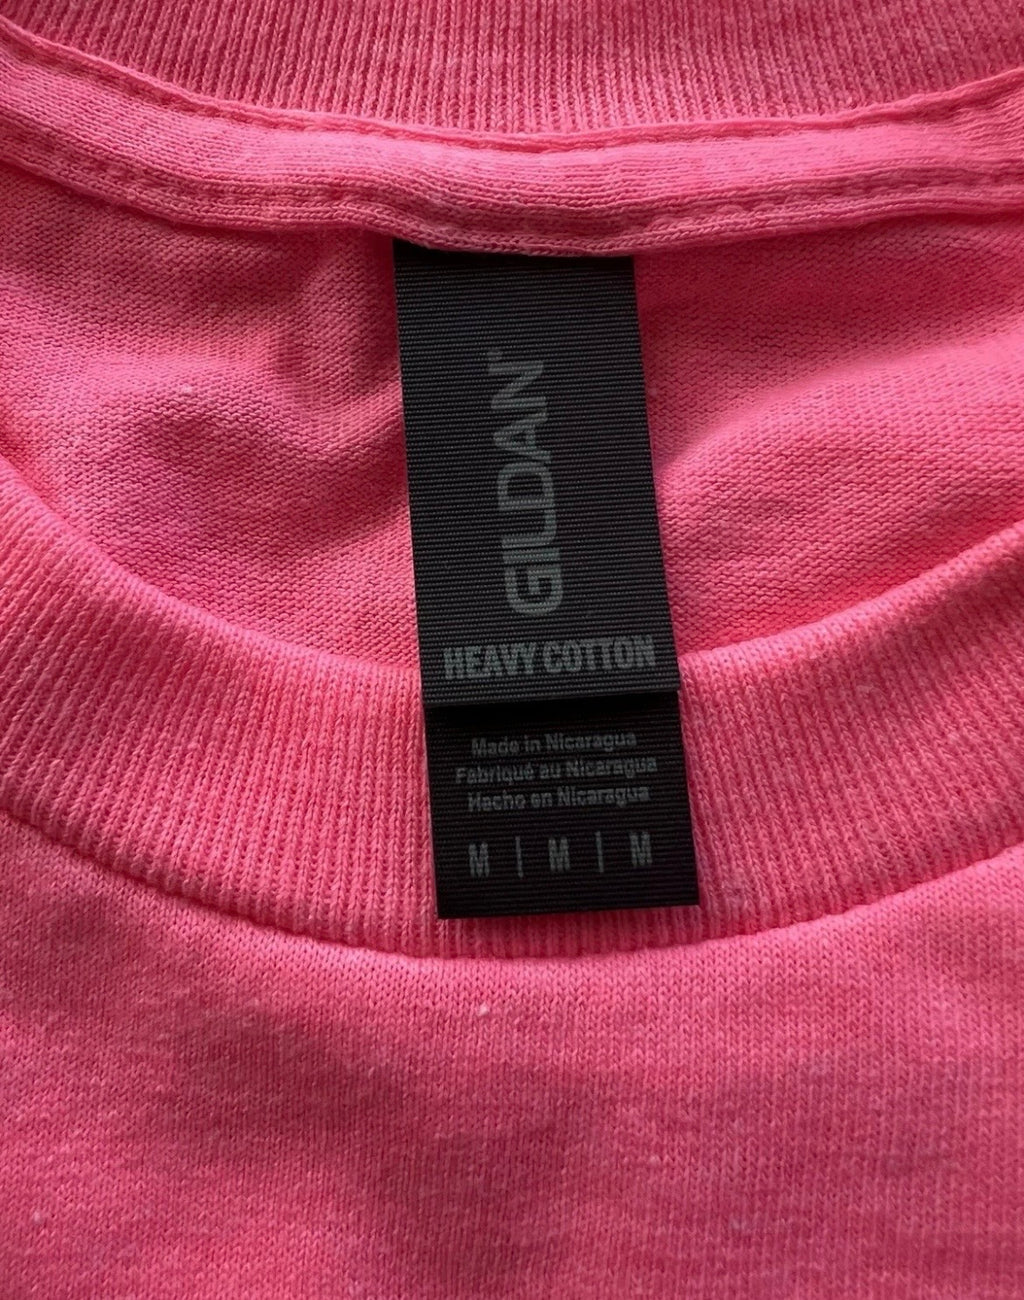 GILDAN®
HEAVY COTTON
Made in Nicaragua
Fabriqué au Nicaragua
Hecho en Nicaragua
M | M | M